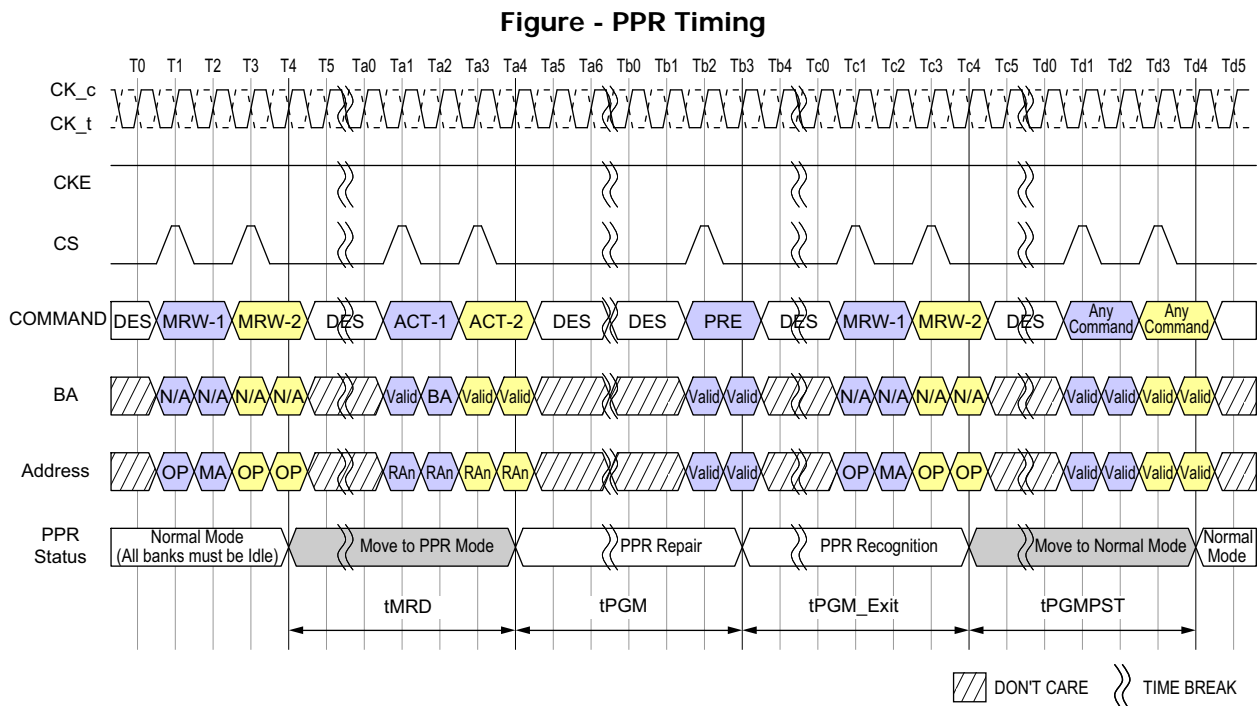 Figure - PPR Timing
T0 T1 T2 T3 T4 T5 Ta0 Ta1 Ta2 Ta3 Ta4 Ta5 Ta6 Tb0 Tb1 Tb2 Tb3 Tb4 Tc0 Tc1 Tc2 Tc3 Tc4 Tc5 Td0 Td1 Td2 Td3 Td4 Td5
CK_c
CK_t
CKE
CS
COMMAND DES MRW-1 MRW-2 DES ACT-1 ACT-2 DES DES PRE DES MRW-1 MRW-2 DES Any Command Any Command
BA N/A N/A N/A N/A Valid BA Valid Valid Valid Valid N/A N/A N/A N/A Valid Valid Valid Valid
Address OP MA OP OP RAn RAn RAn RAn Valid Valid OP MA OP OP Valid Valid Valid Valid
PPR Status Normal Mode (All banks must be Idle) Move to PPR Mode PPR Repair PPR Recognition Move to Normal Mode Normal Mode
tMRD tPGM tPGM_Exit tPGMPST
DON'T CARE TIME BREAK